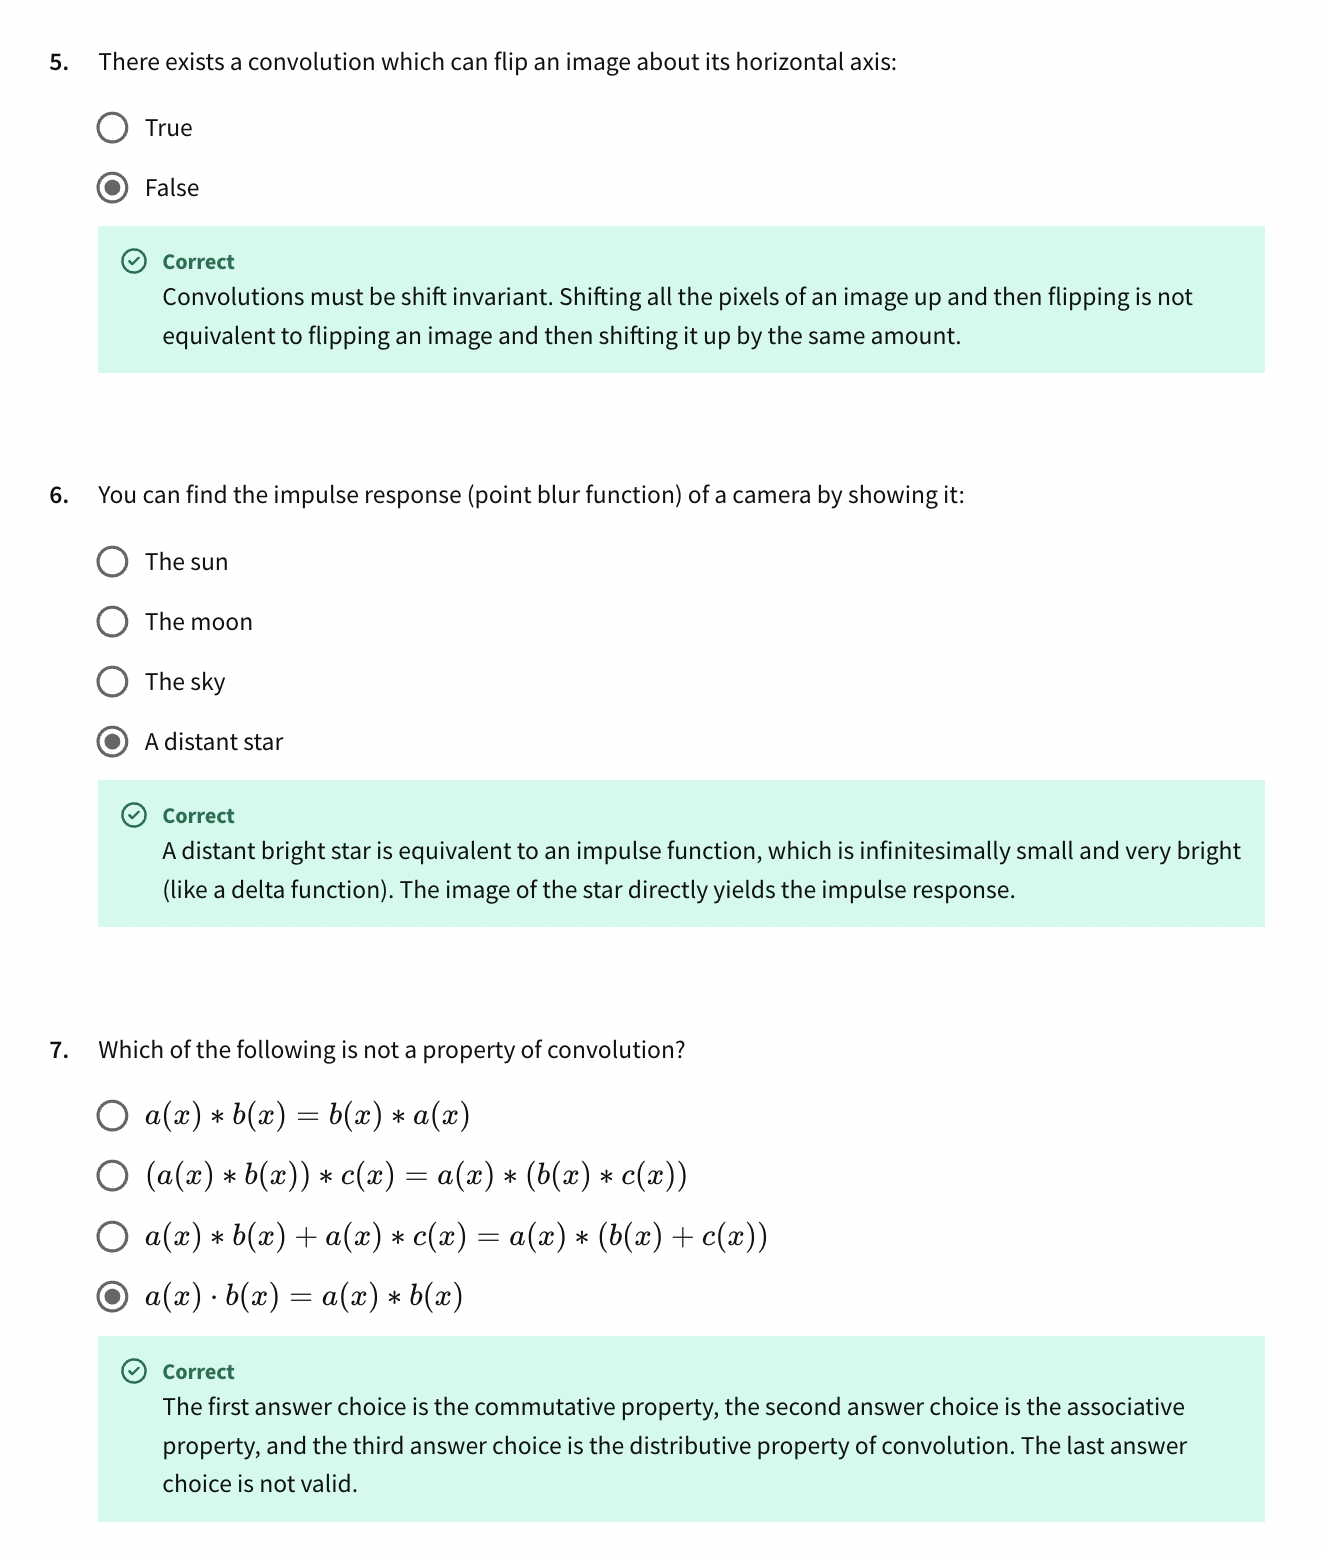 5. There exists a convolution which can flip an image about its horizontal axis:
True
False
Correct
Convolutions must be shift invariant. Shifting all the pixels of an image up and then flipping is not
equivalent to flipping an image and then shifting it up by the same amount.
6. You can find the impulse response (point blur function) of a camera by showing it:
The sun
The moon
The sky
A distant star
Correct
A distant bright star is equivalent to an impulse function, which is infinitesimally small and very bright
(like a delta function). The image of the star directly yields the impulse response.
7. Which of the following is not a property of convolution?
a(x) ∗ b(x) = b(x) ∗ a(x)
(a(x) ∗ b(x)) ∗ c(x) = a(x) ∗ (b(x) ∗ c(x))
a(x) ∗ b(x) + a(x) ∗ c(x) = a(x) ∗ (b(x) + c(x))
a(x) · b(x) = a(x) ∗ b(x)
Correct
The first answer choice is the commutative property, the second answer choice is the associative
property, and the third answer choice is the distributive property of convolution. The last answer
choice is not valid.